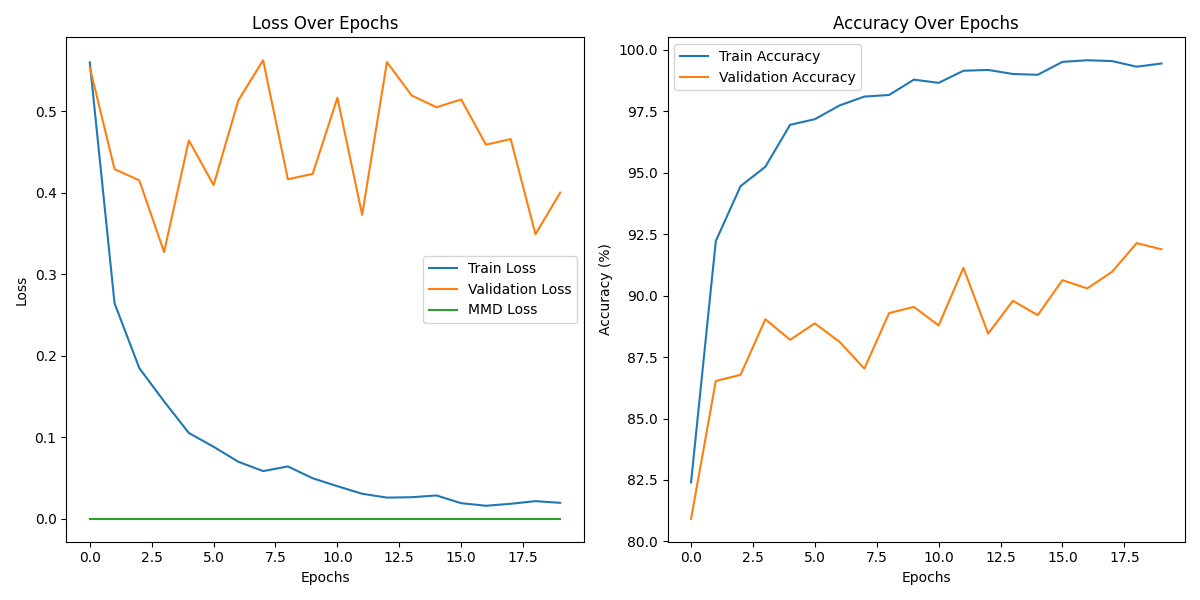 Loss Over Epochs
Loss
0.5
0.4
0.3
0.2
0.1
0.0
Train Loss
Validation Loss
MMD Loss
0.0 2.5 5.0 7.5 10.0 12.5 15.0 17.5
Epochs
Accuracy Over Epochs
Accuracy (%)
100.0
97.5
95.0
92.5
90.0
87.5
85.0
82.5
80.0
Train Accuracy
Validation Accuracy
0.0 2.5 5.0 7.5 10.0 12.5 15.0 17.5
Epochs